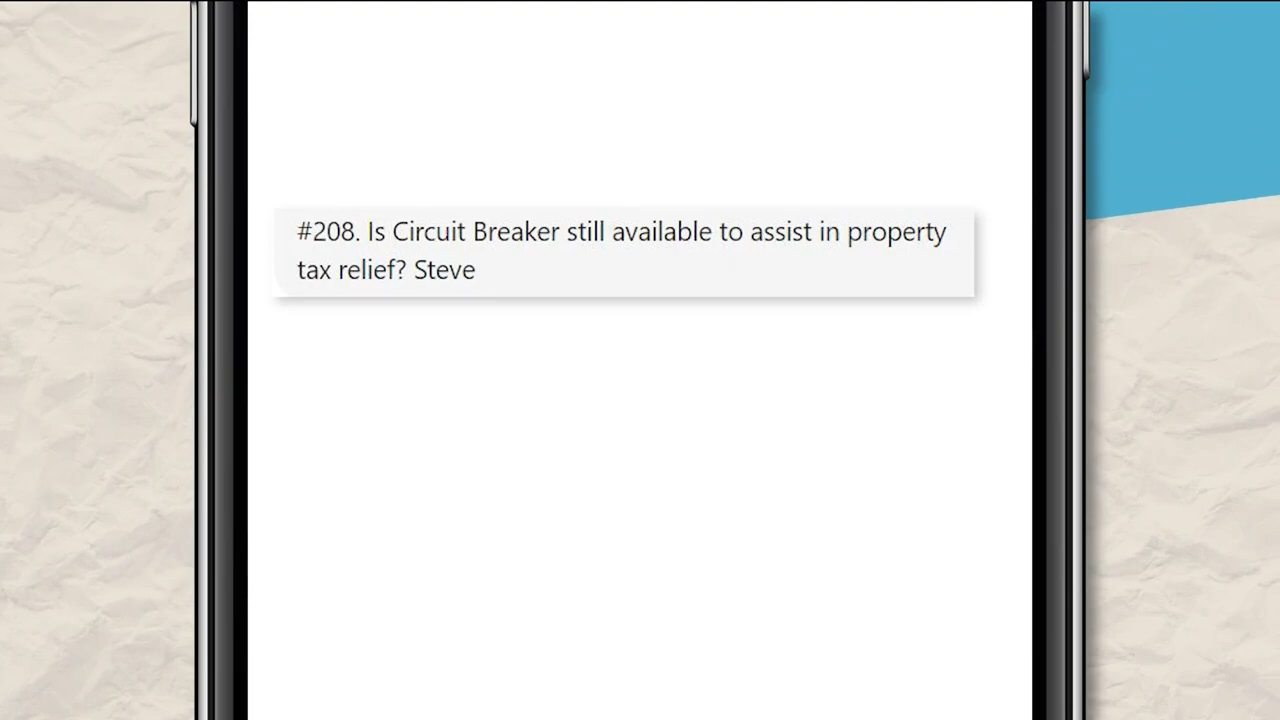 #208. Is Circuit Breaker still available to assist in property
tax relief? Steve